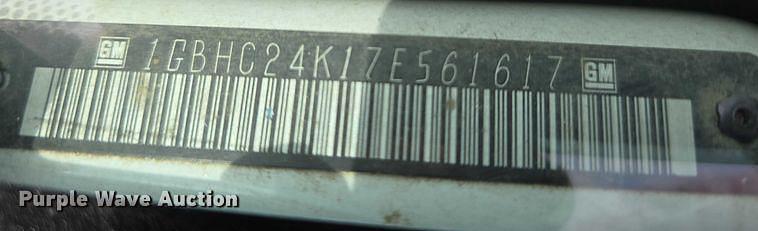 GM 1GBHC24K17E561617 GM
Purple Wave Auction